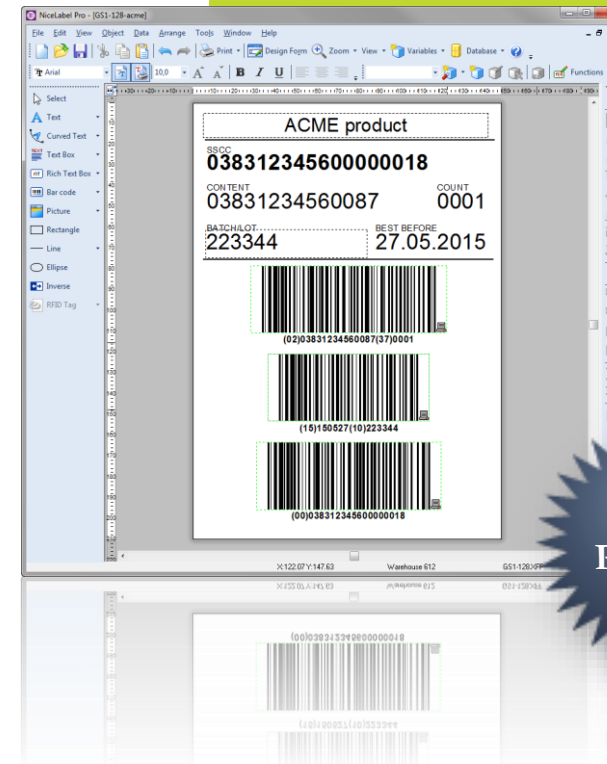 NiceLabel Pro - [GS1-128-acme]
File Edit View Object Data Arrange Tools Window Help
Print Design Form Zoom View Variables Database
Arial 10,0 B I U Functions
Select
Text
Curved Text
Text Box
Rich Text Box
Bar code
Picture
Rectangle
Line
Ellipse
Inverse
RFID Tag
ACME product
SSCC
038312345600000018
CONTENT COUNT
03831234560087 0001
BATCH/LOT BEST BEFORE
223344 27.05.2015
(02)03831234560087(37)0001
(15)150527(10)223344
(00)038312345600000018
X:122.07 Y:147.63 Warehouse 612